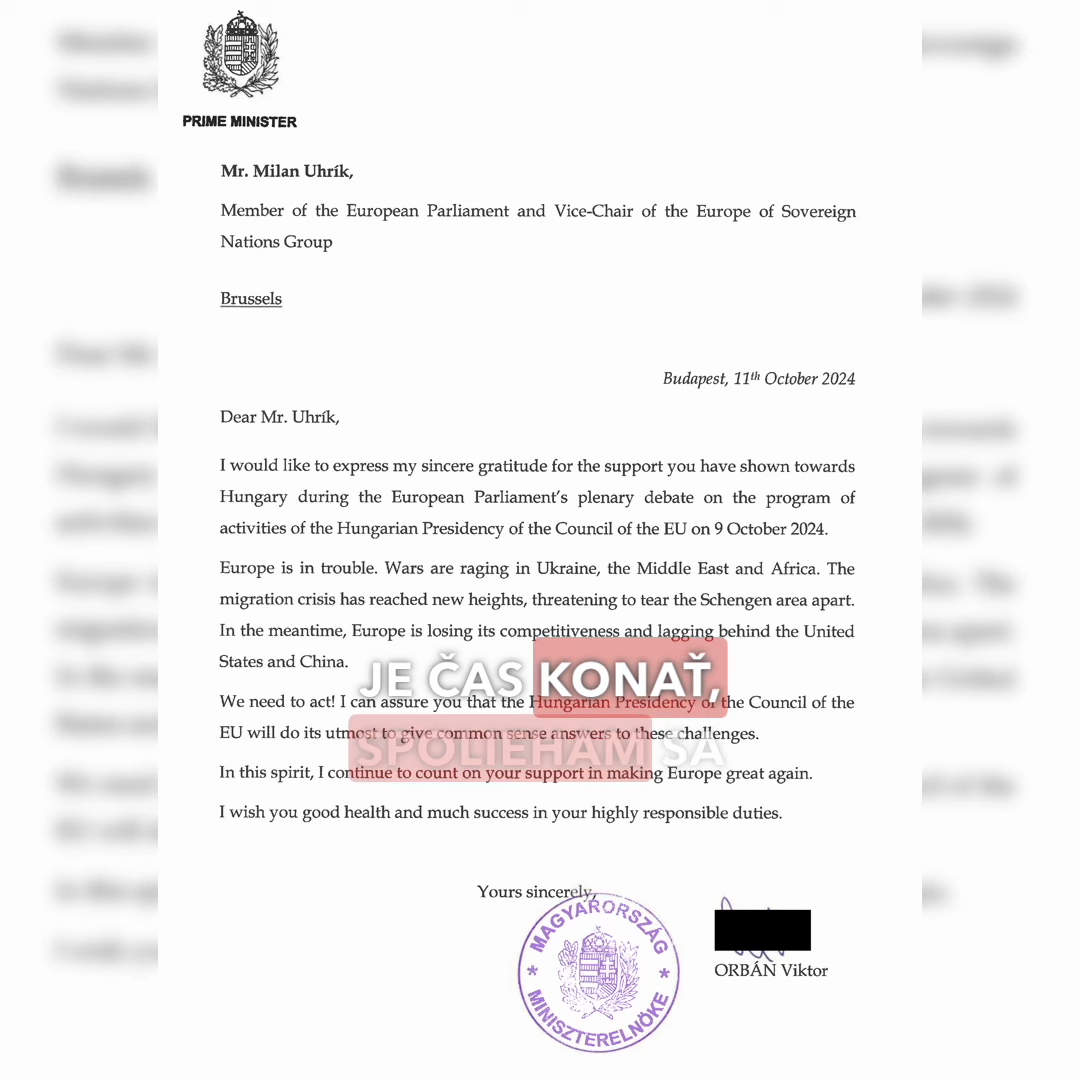 PRIME MINISTER
Mr. Milan Uhrík,
Member of the European Parliament and Vice-Chair of the Europe of Sovereign
Nations Group
Brussels
Budapest, 11th October 2024
Dear Mr. Uhrík,
I would like to express my sincere gratitude for the support you have shown towards
Hungary during the European Parliament's plenary debate on the program of
activities of the Hungarian Presidency of the Council of the EU on 9 October 2024.
Europe is in trouble. Wars are raging in Ukraine, the Middle East and Africa. The
migration crisis has reached new heights, threatening to tear the Schengen area apart.
In the meantime, Europe is losing its competitiveness and lagging behind the United
States and China.
JE ČAS KONAŤ,
We need to act! I can assure you that the Hungarian Presidency of the Council of the
EU will do its utmost to give common sense answers to these challenges.
SPOLIEHAM SA
In this spirit, I continue to count on your support in making Europe great again.
I wish you good health and much success in your highly responsible duties.
Yours sincerely,
MAGYARORSZÁG
* MINISZTERELNÖKE *
ORBÁN Viktor